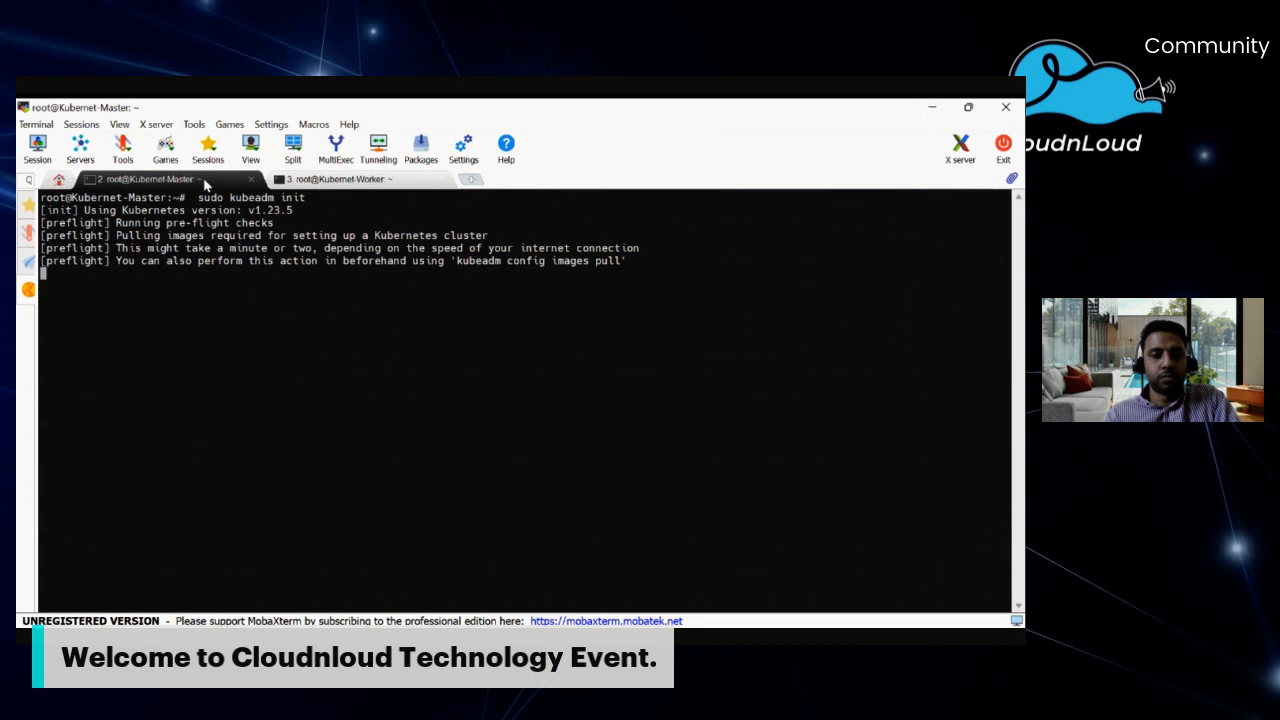 Community
CloudnLoud
root@Kubernet-Master: ~
Terminal Sessions View X server Tools Games Settings Macros Help
Session Servers Tools Games Sessions View Split MultiExec Tunneling Packages Settings Help X server Exit
2. root@Kubernet-Master: ~ 3. root@Kubernet-Worker: ~
root@Kubernet-Master:~# sudo kubeadm init
[init] Using Kubernetes version: v1.23.5
[preflight] Running pre-flight checks
[preflight] Pulling images required for setting up a Kubernetes cluster
[preflight] This might take a minute or two, depending on the speed of your internet connection
[preflight] You can also perform this action in beforehand using 'kubeadm config images pull'
UNREGISTERED VERSION - Please support MobaXterm by subscribing to the professional edition here: https://mobaxterm.mobatek.net
Welcome to Cloudnloud Technology Event.